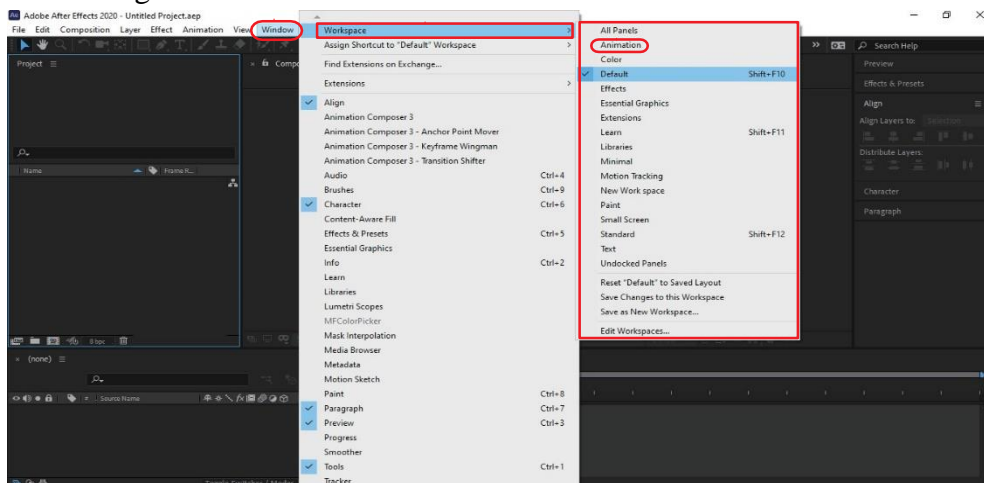 Adobe After Effects 2020 - Untitled Project.aep
File Edit Composition Layer Effect Animation View Window
Search Help
Project
Name
Frame R...
8 bpc
(none)
Source Name
Workspace
Assign Shortcut to "Default" Workspace
Find Extensions on Exchange...
Extensions
Align
Animation Composer 3
Animation Composer 3 - Anchor Point Mover
Animation Composer 3 - Keyframe Wingman
Animation Composer 3 - Transition Shifter
Audio Ctrl+4
Brushes Ctrl+9
Character Ctrl+6
Content-Aware Fill
Effects & Presets Ctrl+5
Essential Graphics
Info Ctrl+2
Learn
Libraries
Lumetri Scopes
MFColorPicker
Mask Interpolation
Media Browser
Metadata
Motion Sketch
Paint Ctrl+8
Paragraph Ctrl+7
Preview Ctrl+3
Progress
Smoother
Tools Ctrl+1
Tracker
All Panels
Animation
Color
Default Shift+F10
Effects
Essential Graphics
Extensions
Learn Shift+F11
Libraries
Minimal
Motion Tracking
New Work space
Paint
Small Screen
Standard Shift+F12
Text
Undocked Panels
Reset "Default" to Saved Layout
Save Changes to this Workspace
Save as New Workspace...
Edit Workspaces...
Preview
Effects & Presets
Align
Align Layers to: Selection
Distribute Layers:
Character
Paragraph